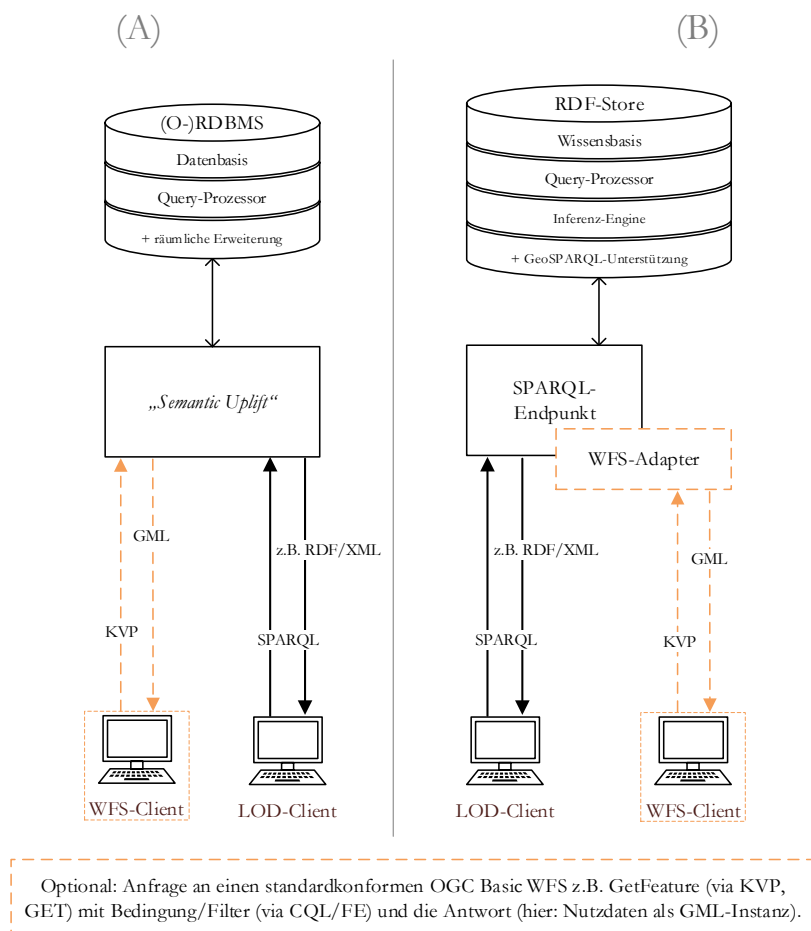 (A)
(O-)RDBMS
Datenbasis
Query-Prozessor
+ räumliche Erweiterung
„Semantic Uplift“
GML
KVP
z.B. RDF/XML
SPARQL
WFS-Client
LOD-Client
(B)
RDF-Store
Wissensbasis
Query-Prozessor
Inferenz-Engine
+ GeoSPARQL-Unterstützung
SPARQL-
Endpunkt
WFS-Adapter
z.B. RDF/XML
SPARQL
GML
KVP
LOD-Client
WFS-Client
Optional: Anfrage an einen standardkonformen OGC Basic WFS z.B. GetFeature (via KVP,
GET) mit Bedingung/Filter (via CQL/FE) und die Antwort (hier: Nutzdaten als GML-Instanz).